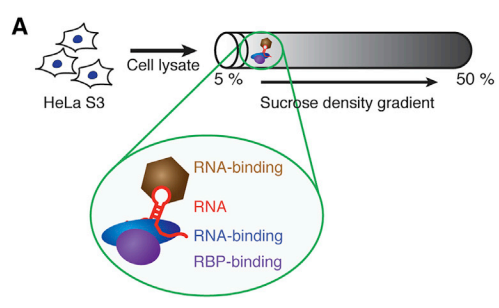 A
Cell lysate
HeLa S3
5 %
50 %
Sucrose density gradient
RNA-binding
RNA
RNA-binding
RBP-binding